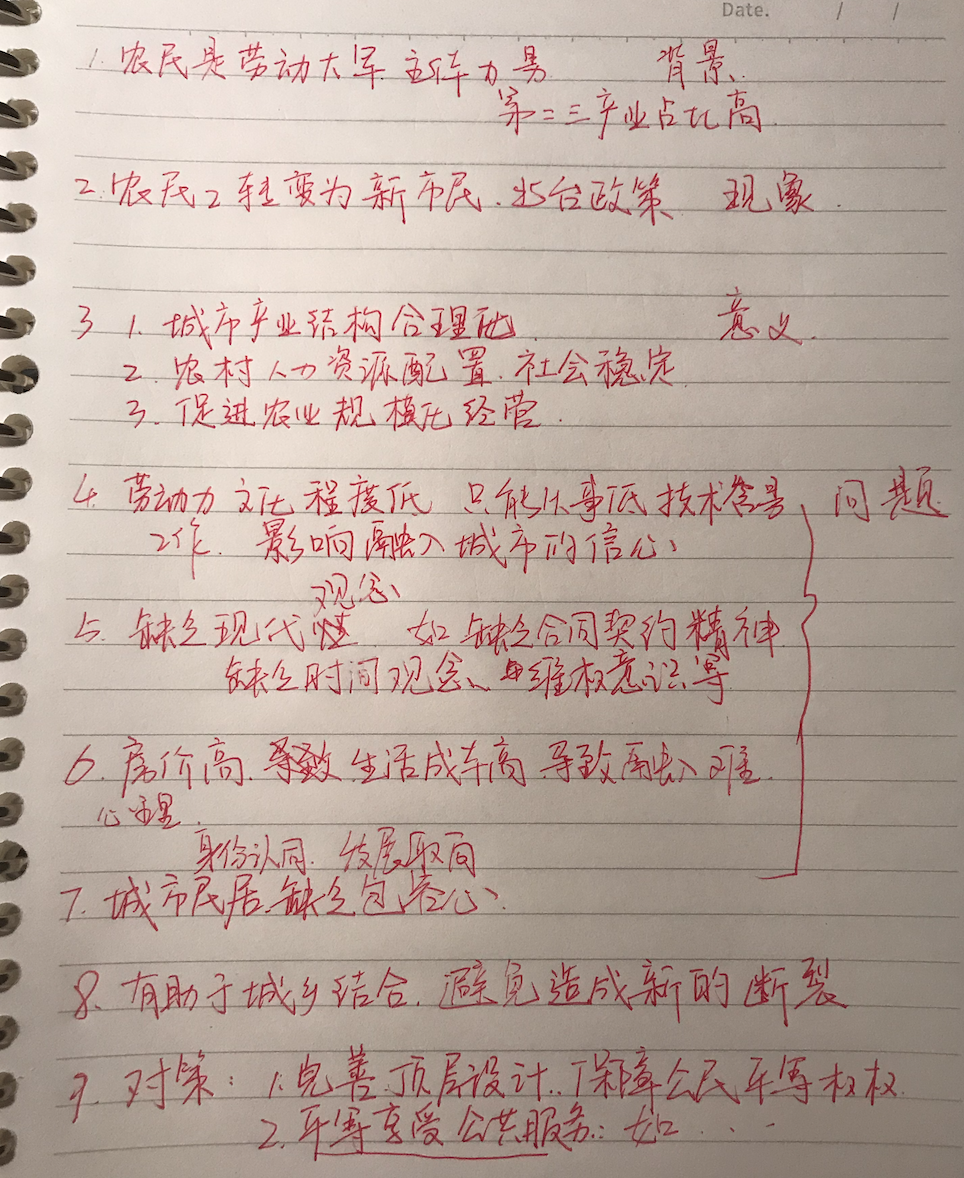 Date. / /
1. 农民是劳动大军 主体力男 背景、
第二三产业占比高
2. 农民工转变为新市民、出台政策 现象.
3 1. 城市产业结构合理化 意义.
2. 农村人力资源配置. 社会稳定
3. 促进农业规模化经营.
4. 劳动力文化程度低 只能从事低技术含量 问题
工作. 影响融入城市的信心
观念
5. 缺乏现代性 如缺乏合同契约精神
缺乏时间观念、维权意识等
6. 房价高. 导致生活成本高 导致融入难.
心理.
身份认同. 发展取向
7. 城市民居. 缺乏包容心、
8. 有助于城乡结合. 避免造成新的断裂
9. 对策: 1. 完善顶层设计. 保障公民平等权权.
2. 平等享受公共服务: 如...